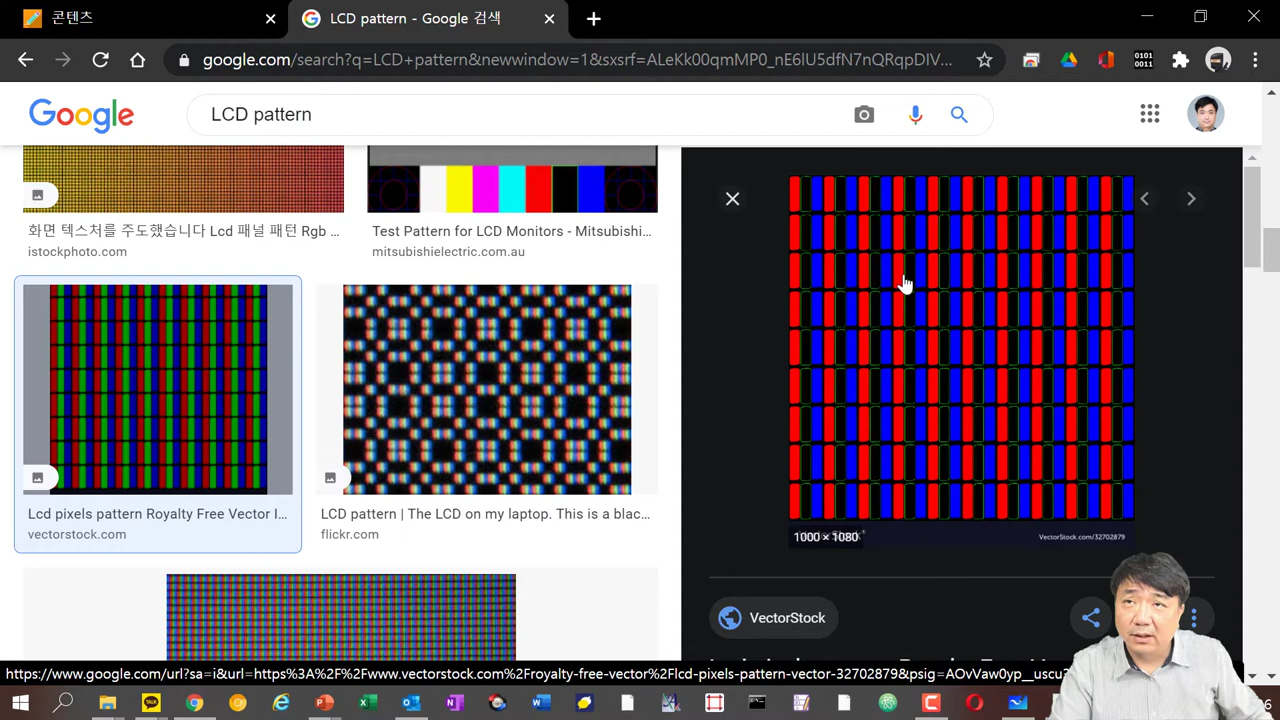 콘텐츠
LCD pattern - Google 검색
google.com/search?q=LCD+pattern&newwindow=1&sxsrf=ALeKk00qmMP0_nE6lU5dfN7nQRqpDIV...
Google
LCD pattern
화면 텍스처를 주도했습니다 Lcd 패널 패턴 Rgb ...
istockphoto.com
Test Pattern for LCD Monitors - Mitsubishi...
mitsubishielectric.com.au
Lcd pixels pattern Royalty Free Vector I...
vectorstock.com
LCD pattern | The LCD on my laptop. This is a blac...
flickr.com
1000 × 1080
VectorStock.com/32702879
VectorStock
https://www.google.com/url?sa=i&url=https%3A%2F%2Fwww.vectorstock.com%2Froyalty-free-vector%2Flcd-pixels-pattern-vector-32702879&psig=AOvVaw0yp__uscu